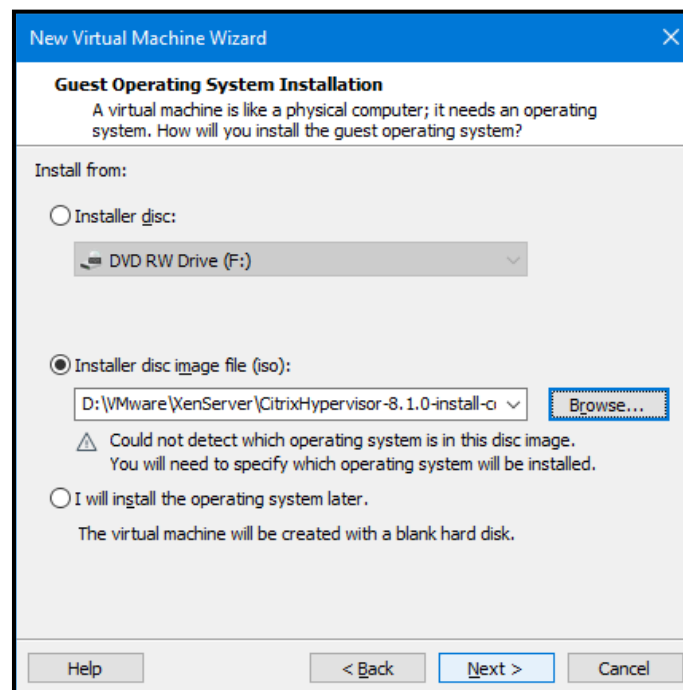 New Virtual Machine Wizard
Guest Operating System Installation
A virtual machine is like a physical computer; it needs an operating
system. How will you install the guest operating system?
Install from:
Installer disc:
DVD RW Drive (F:)
Installer disc image file (iso):
D:\VMware\XenServer\CitrixHypervisor-8.1.0-install-c
Browse...
Could not detect which operating system is in this disc image.
You will need to specify which operating system will be installed.
I will install the operating system later.
The virtual machine will be created with a blank hard disk.
Help
< Back
Next >
Cancel